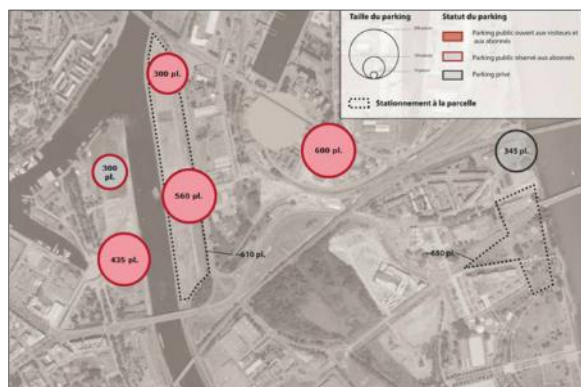 Taille du parking
Statut du parking
Parking public ouvert aux visiteurs et
aux abonnés
Parking public réservé aux abonnés
Parking privé
Stationnement à la parcelle
300 pl.
600 pl.
345 pl.
300
pl.
560 pl.
~610 pl.
~650 pl.
435 pl.